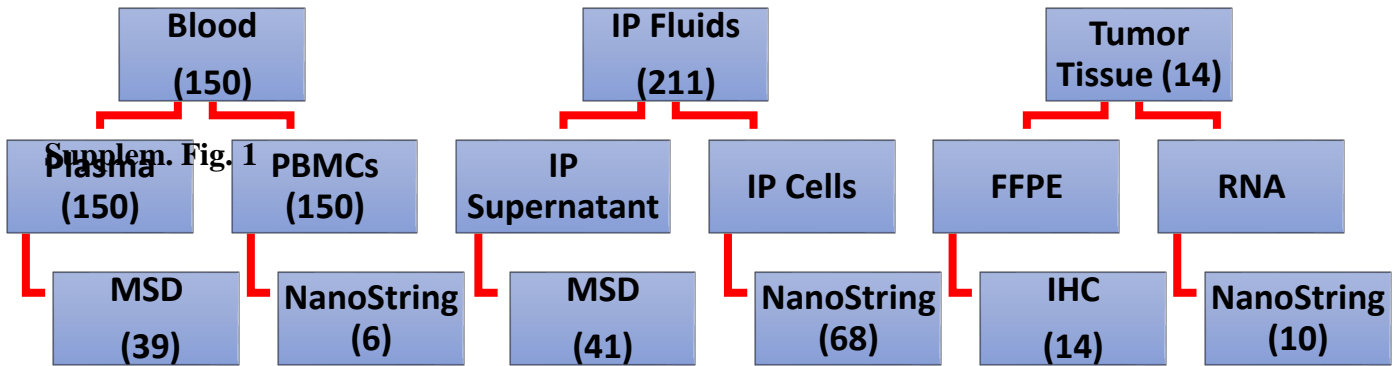 Blood
(150)
IP Fluids
(211)
Tumor
Tissue (14)
Supplem. Fig. 1
Plasma
(150)
PBMCs
(150)
IP
Supernatant
IP Cells
FFPE
RNA
MSD
(39)
NanoString
(6)
MSD
(41)
NanoString
(68)
IHC
(14)
NanoString
(10)